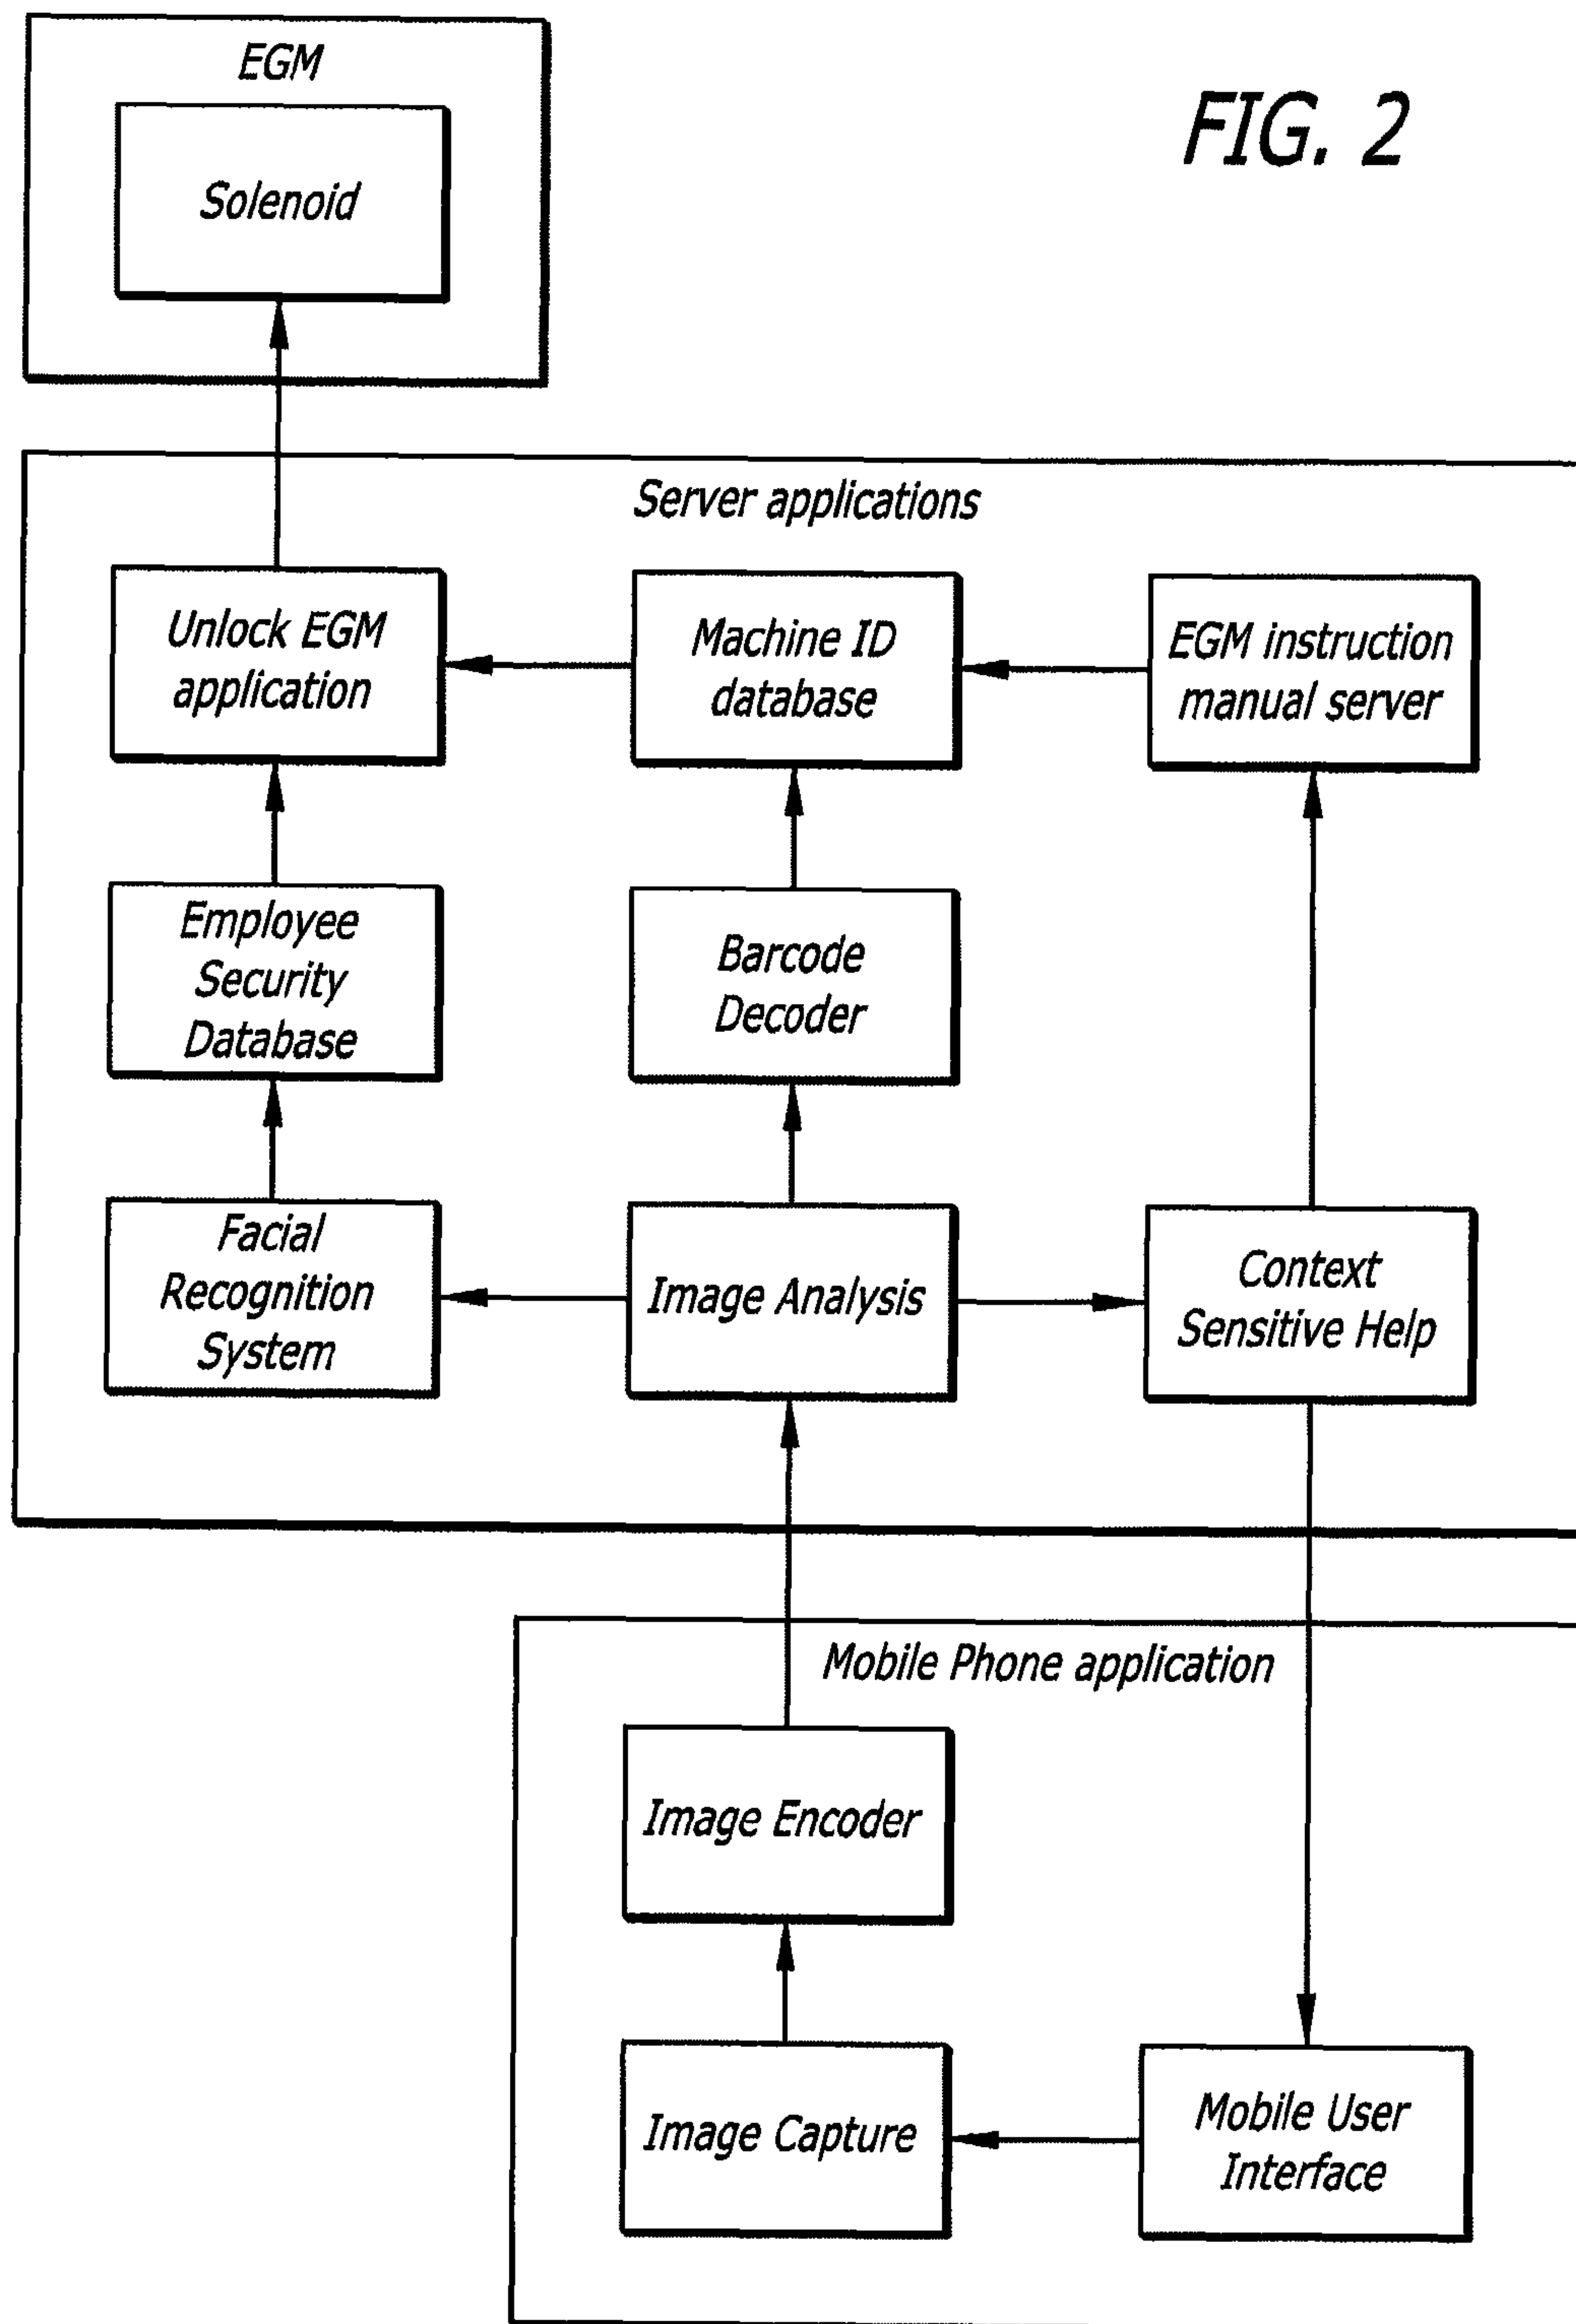 EGM
FIG. 2
Solenoid
Server applications
Unlock EGM
application
Machine ID
database
EGM instruction
manual server
Employee
Security
Database
Barcode
Decoder
Facial
Recognition
System
Image Analysis
Context
Sensitive Help
Mobile Phone application
Image Encoder
Image Capture
Mobile User
Interface